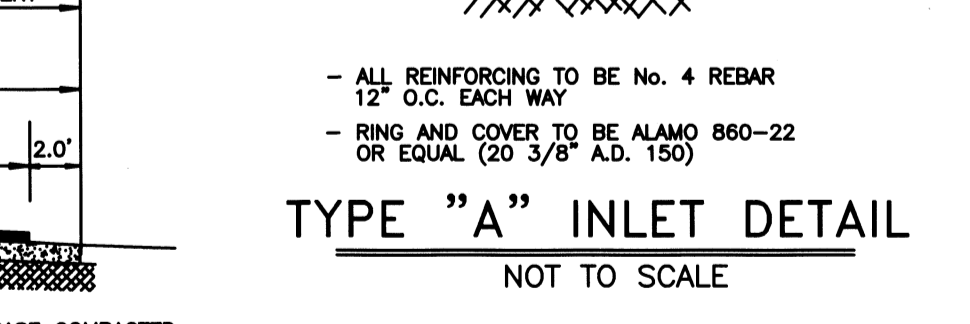 - ALL REINFORCING TO BE No. 4 REBAR
12" O.C. EACH WAY
- RING AND COVER TO BE ALAMO 860-22
OR EQUAL (20 3/8" A.D. 150)
2.0'
TYPE "A" INLET DETAIL
NOT TO SCALE